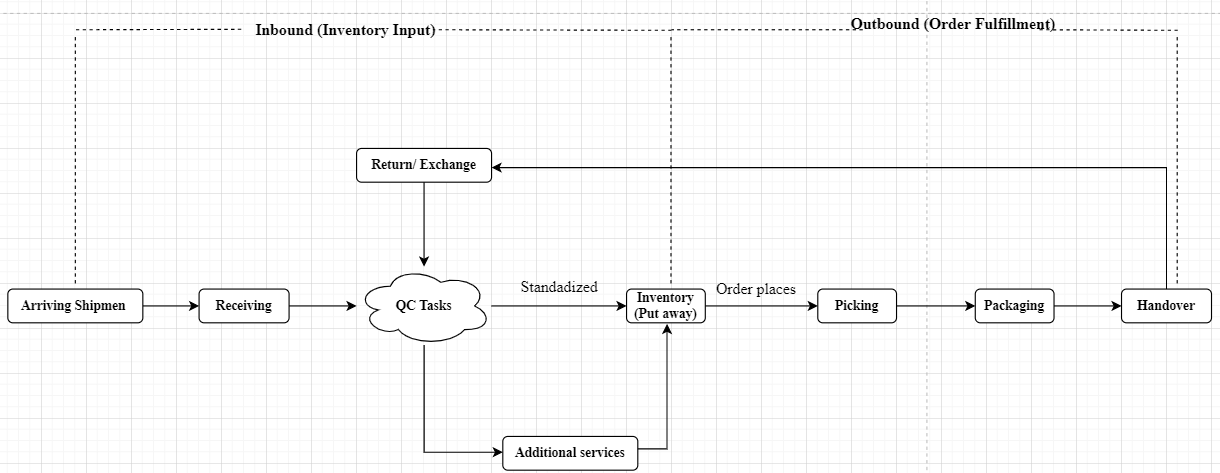 Inbound (Inventory Input)
Outbound (Order Fulfillment)
Return/ Exchange
Arriving Shipmen
Receiving
QC Tasks
Standadized
Inventory
(Put away)
Order places
Picking
Packaging
Handover
Additional services